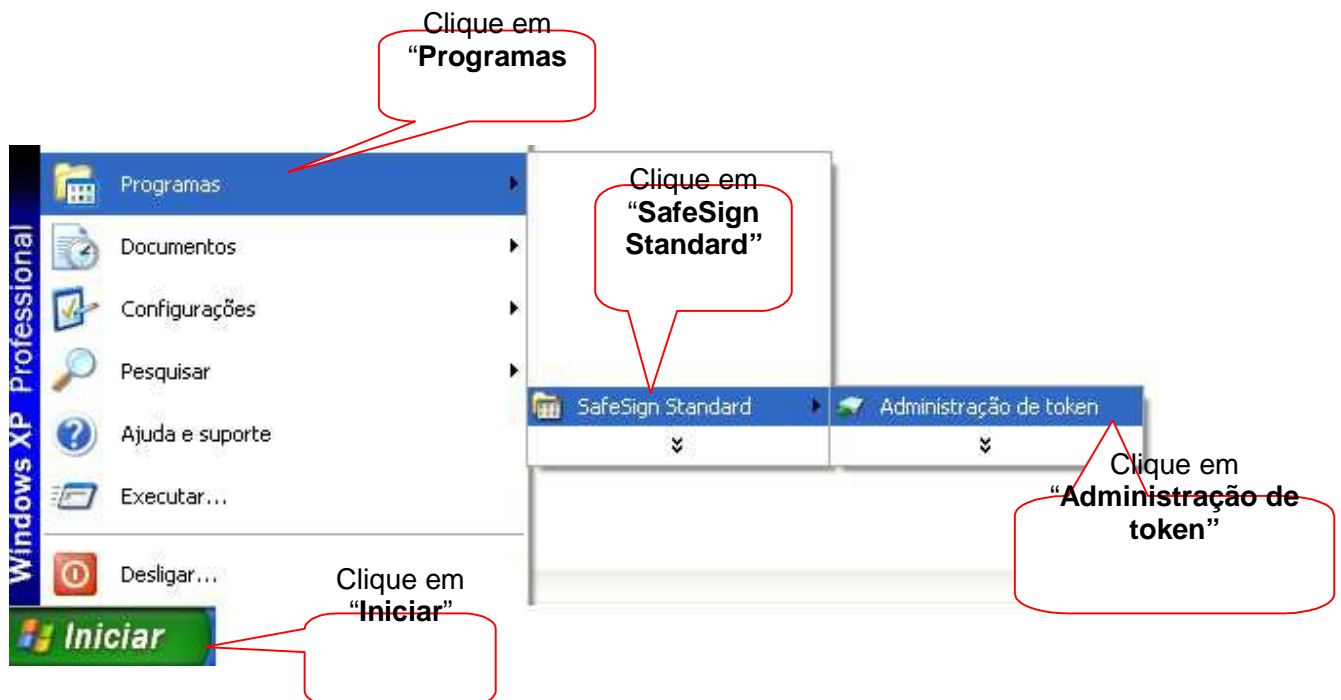 Clique em
“Programas
Programas
Clique em
“SafeSign
Standard”
Documentos
Configurações
Pesquisar
SafeSign Standard
Administração de token
Ajuda e suporte
Clique em
“Administração de
token”
Executar...
Desligar...
Clique em
“Iniciar”
Iniciar
Windows XP Professional